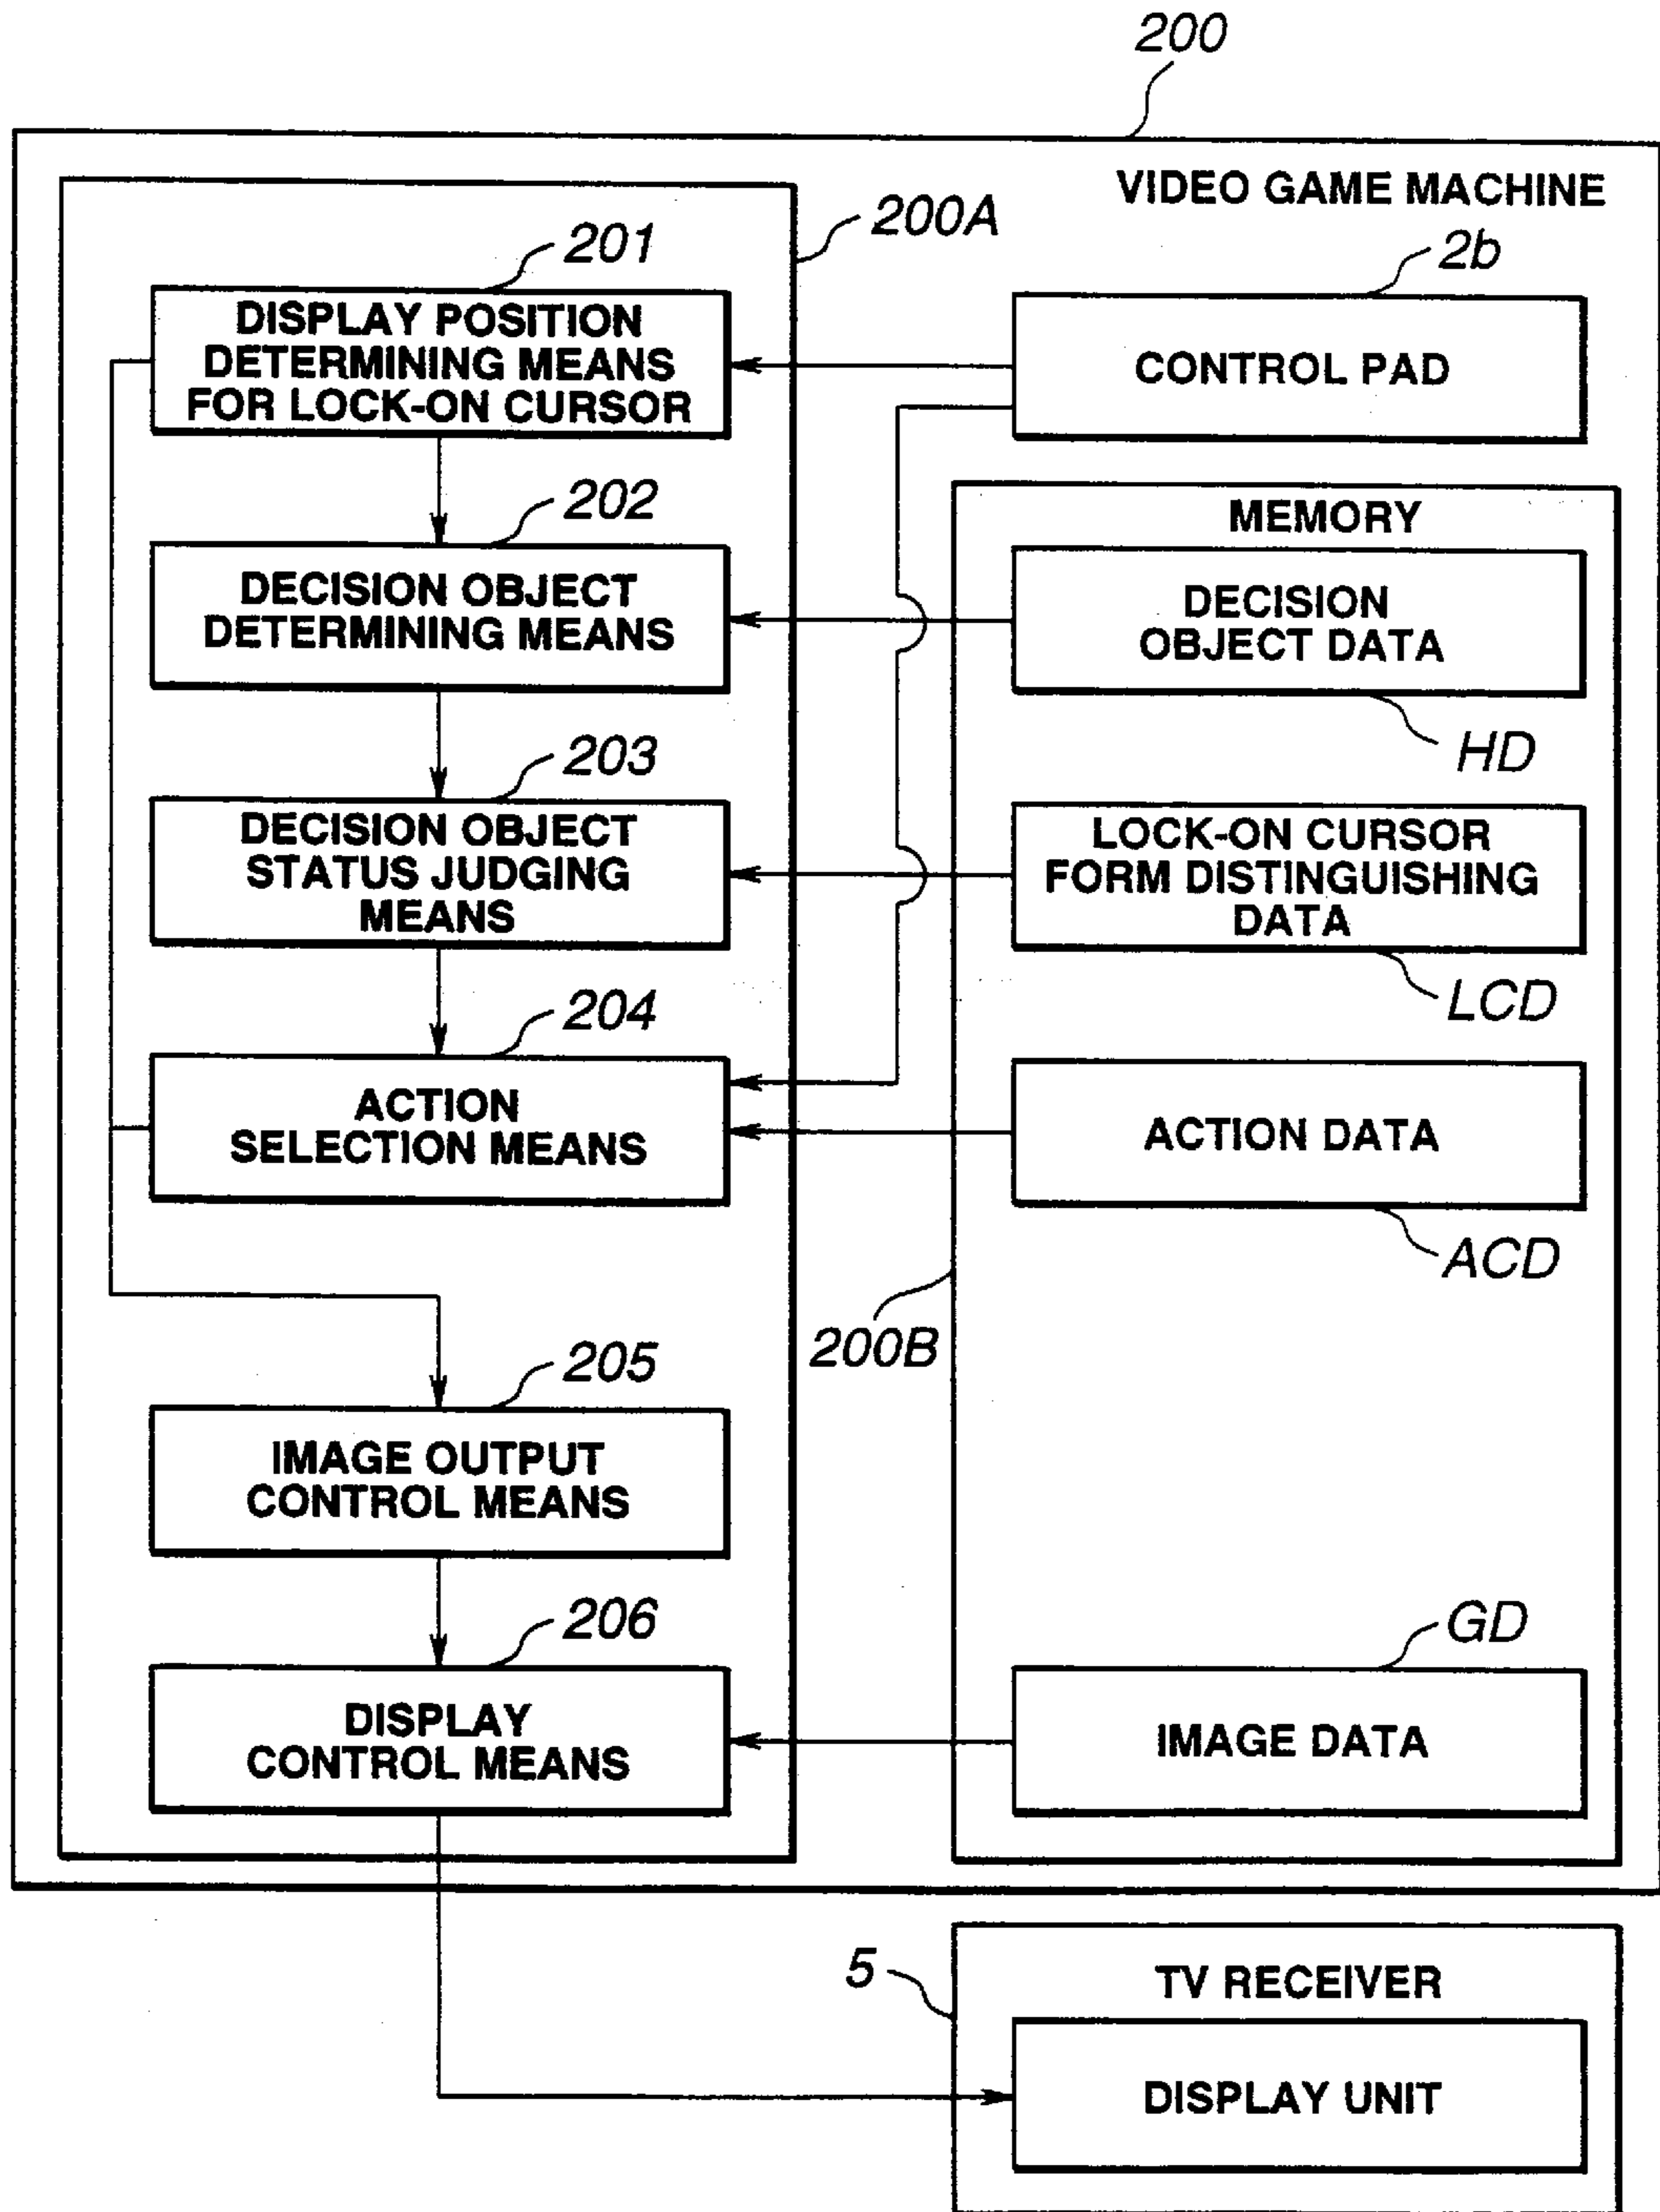 200
VIDEO GAME MACHINE
200A
201
2b
DISPLAY POSITION
DETERMINING MEANS
FOR LOCK-ON CURSOR
CONTROL PAD
202
MEMORY
DECISION OBJECT
DETERMINING MEANS
DECISION
OBJECT DATA
HD
203
DECISION OBJECT
STATUS JUDGING
MEANS
LOCK-ON CURSOR
FORM DISTINGUISHING
DATA
LCD
204
ACTION
SELECTION MEANS
ACTION DATA
ACD
200B
205
IMAGE OUTPUT
CONTROL MEANS
206
GD
DISPLAY
CONTROL MEANS
IMAGE DATA
5
TV RECEIVER
DISPLAY UNIT